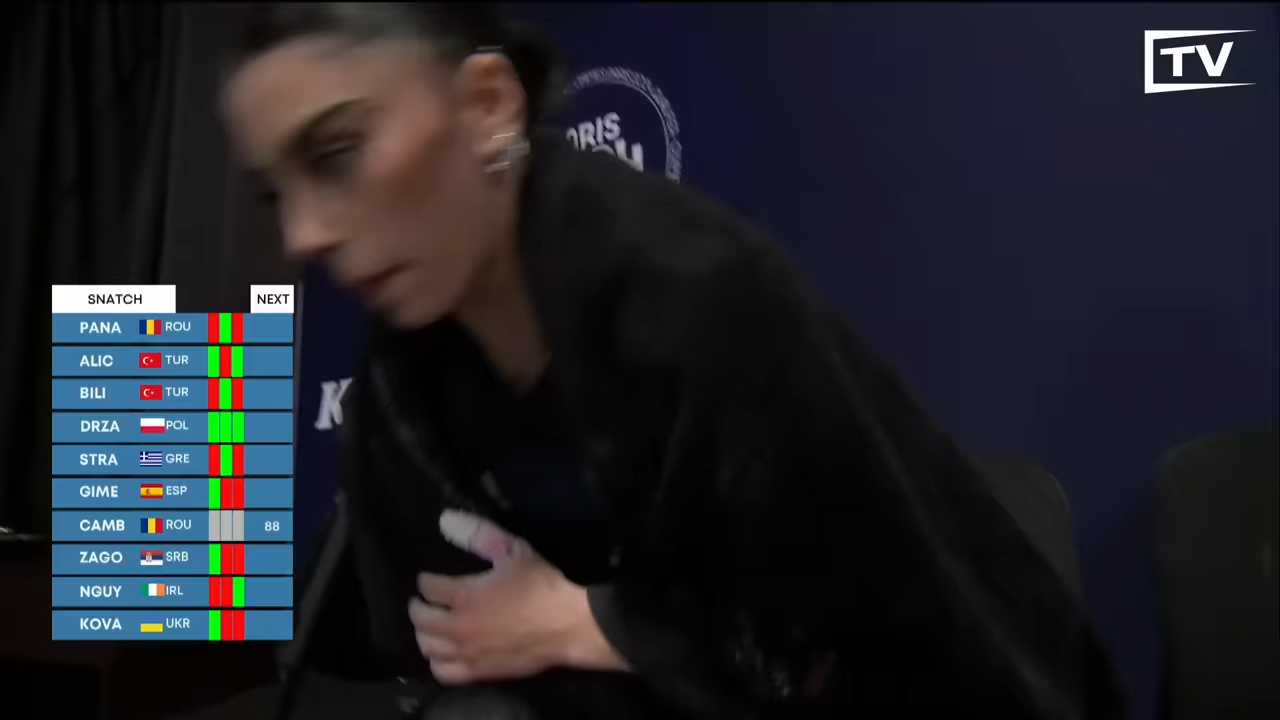 TV
ORIS
SNATCH NEXT
PANA ROU
ALIC TUR
BILI TUR
DRZA POL
STRA GRE
GIME ESP
CAMB ROU 88
ZAGO SRB
NGUY IRL
KOVA UKR
K